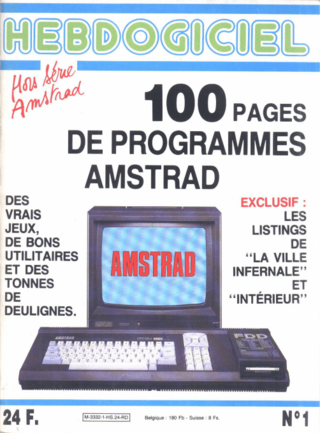 HEBDOGICIEL
Hors Série
Amstrad
100 PAGES
DE PROGRAMMES
AMSTRAD
DES
VRAIS
JEUX,
DE BONS
UTILITAIRES
ET DES
TONNES
DE
DEULIGNES.
EXCLUSIF :
LES
LISTINGS
DE
"LA VILLE
INFERNALE"
ET
"INTÉRIEUR"
AMSTRAD
FDD
24 F.
M-3332-1-HS.24-RD
Belgique : 180 Fb - Suisse : 8 Fs.
N°1